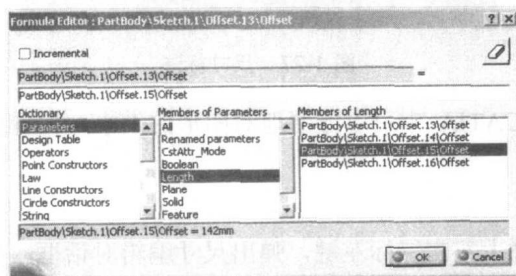 Formula Editor : PartBody\Sketch.1\Offset.13\Offset
Incremental
PartBody\Sketch.1\Offset.13\Offset =
PartBody\Sketch.1\Offset.15\Offset
Dictionary Members of Parameters Members of Length
Parameters All PartBody\Sketch.1\Offset.13\Offset
Design Table Renamed parameters PartBody\Sketch.1\Offset.14\Offset
Operators CstAttr_Mode PartBody\Sketch.1\Offset.15\Offset
Point Constructors Boolean PartBody\Sketch.1\Offset.16\Offset
Law Length
Line Constructors Plane
Circle Constructors Solid
String Feature
PartBody\Sketch.1\Offset.15\Offset = 142mm
OK Cancel